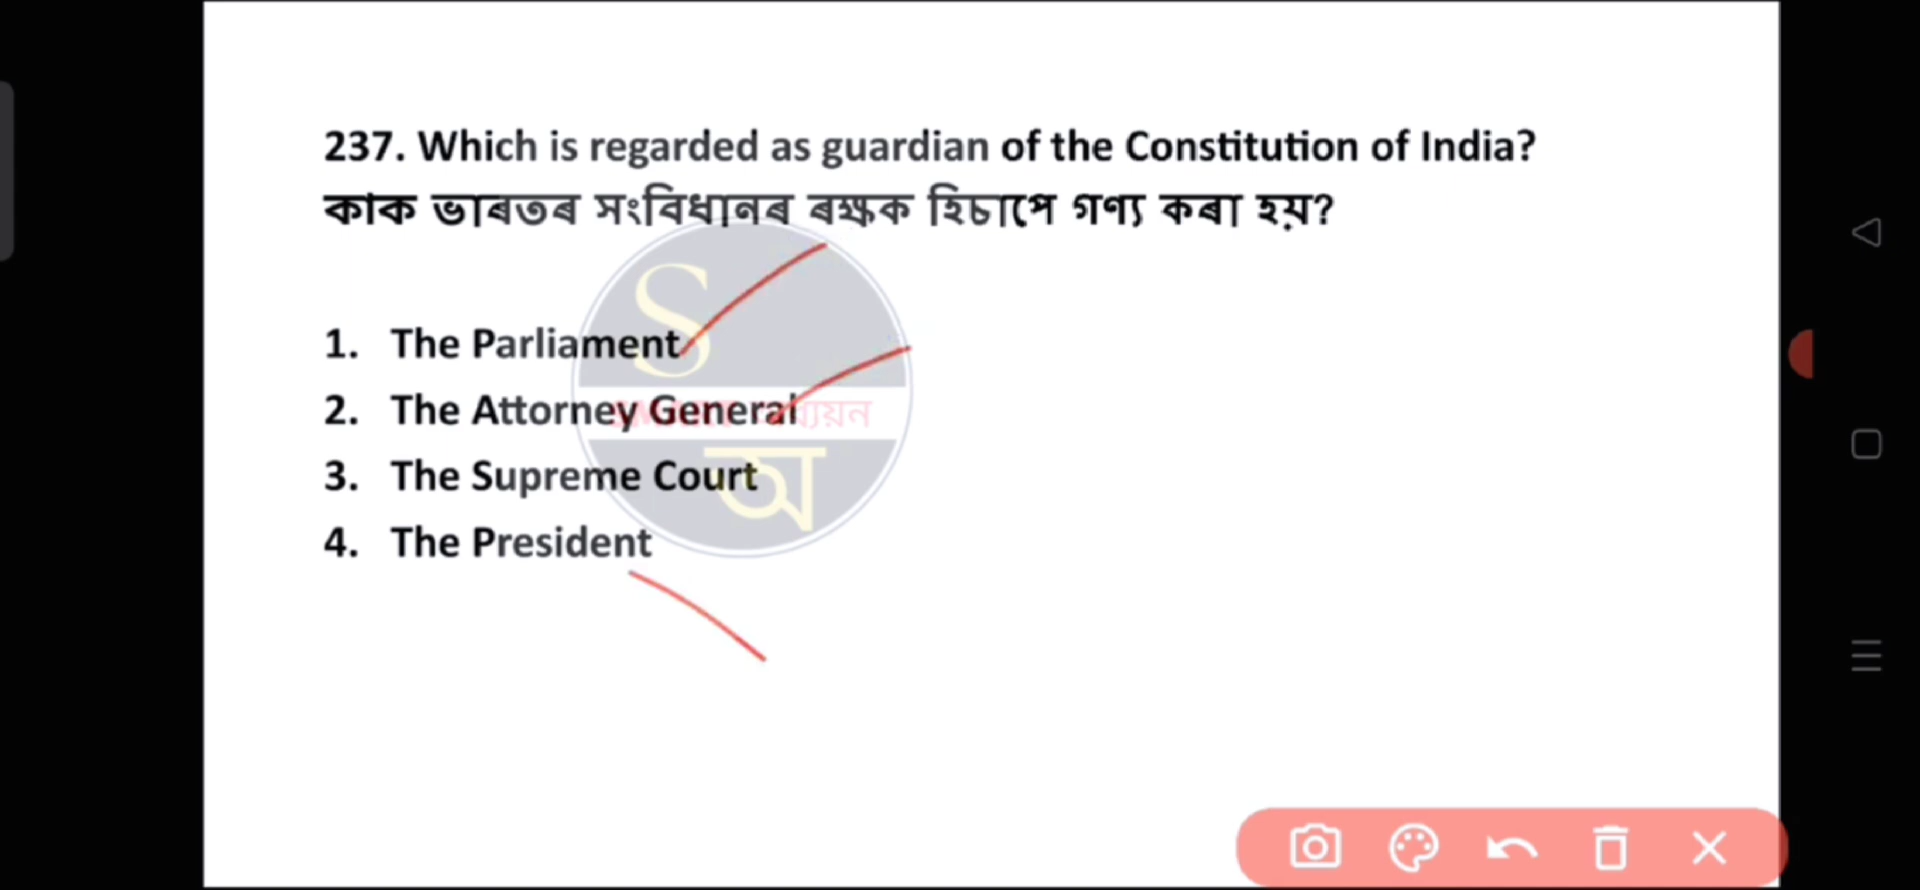 237. Which is regarded as guardian of the Constitution of India?
কাক ভাৰতৰ সংবিধানৰ ৰক্ষক হিচাপে গণ্য কৰা হয়?
S
1. The Parliament
2. The Attorney General
3. The Supreme Court
অ
4. The President